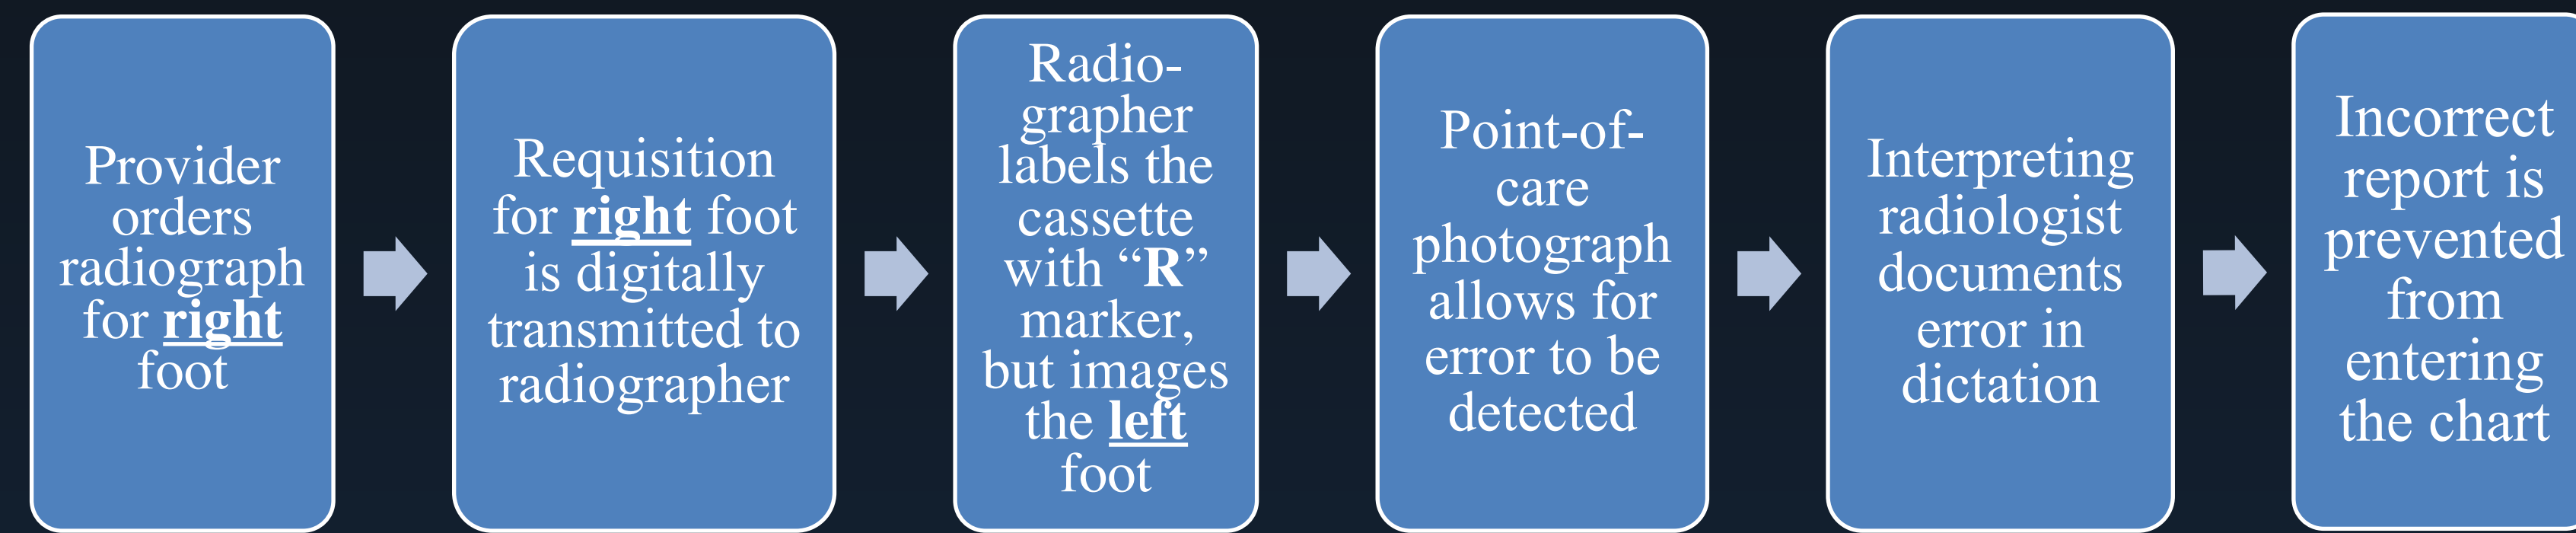 Provider
orders
radiograph
for right
foot
Requisition
for right foot
is digitally
transmitted to
radiographer
Radio-
grapher
labels the
cassette
with “R”
marker,
but images
the left
foot
Point-of-
care
photograph
allows for
error to be
detected
Interpreting
radiologist
documents
error in
dictation
Incorrect
report is
prevented
from
entering
the chart